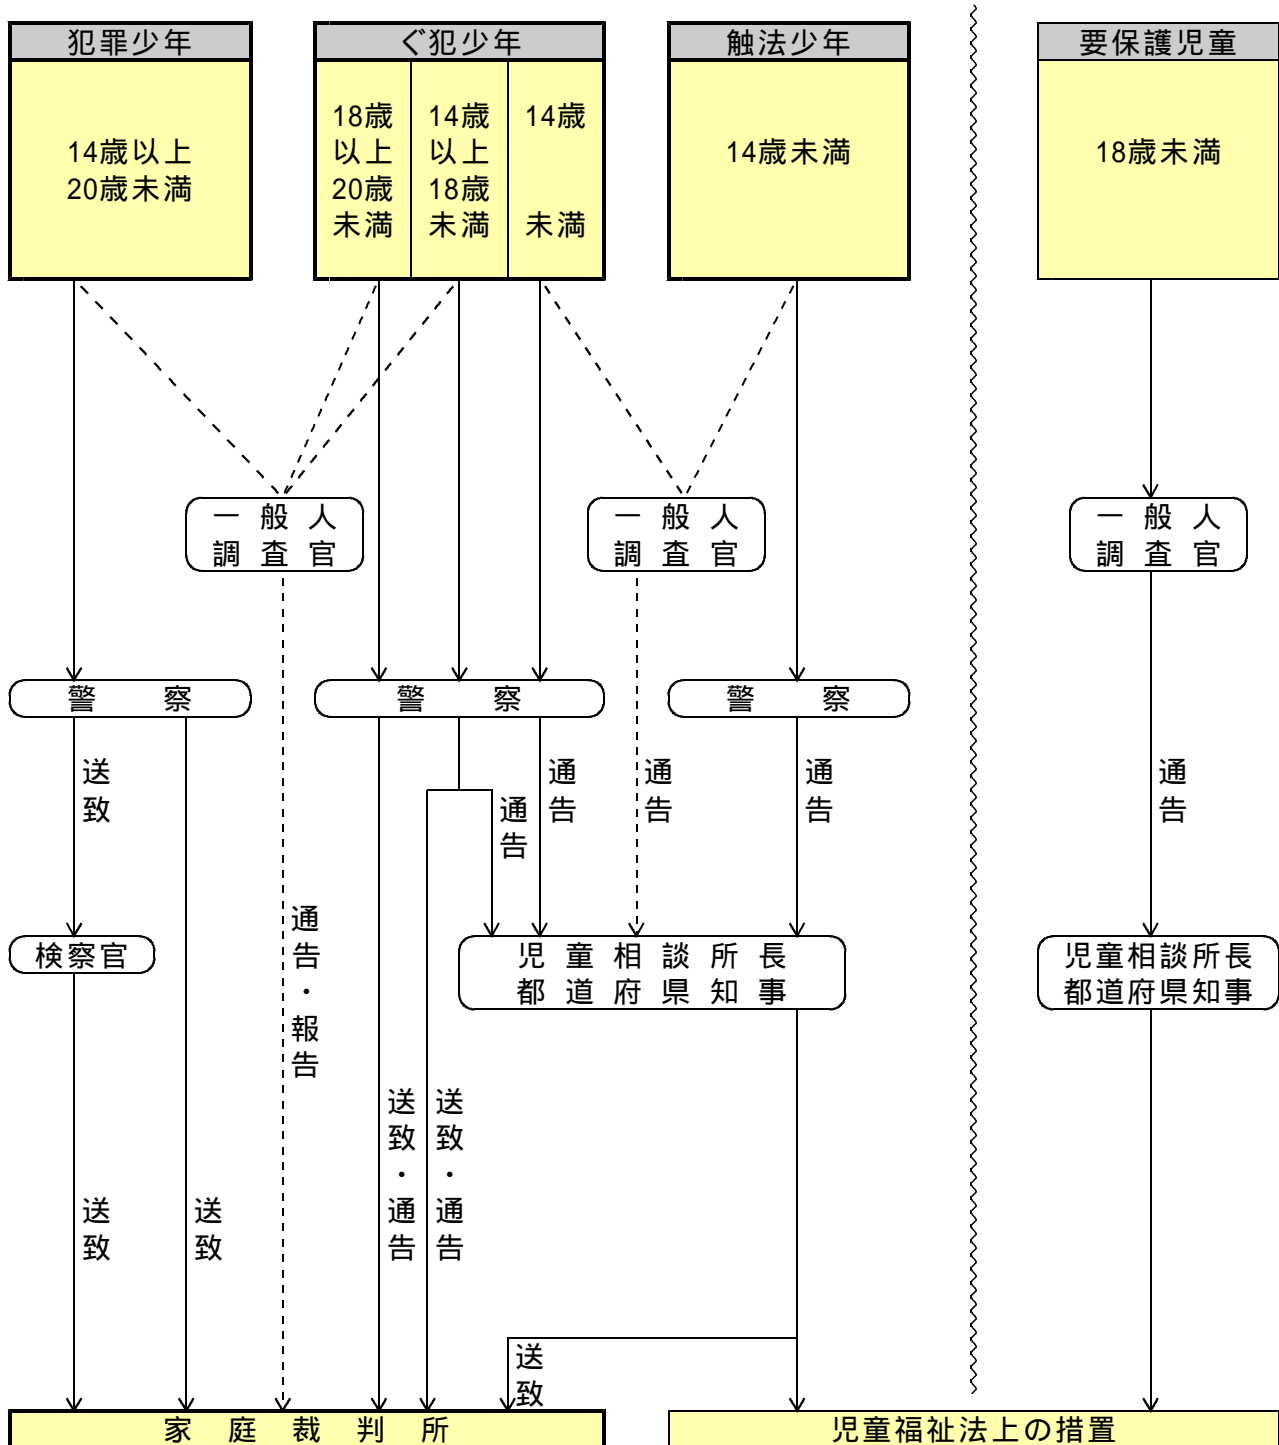 犯罪少年
ぐ犯少年
触法少年
要保護児童
14歳以上
20歳未満
18歳
以上
20歳
未満
14歳
以上
18歳
未満
14歳
未満
14歳未満
18歳未満
一般人
調査官
一般人
調査官
一般人
調査官
警察
警察
警察
送致
通告
通告
通告
通告
通告
検察官
児童相談所長
都道府県知事
児童相談所長
都道府県知事
通告・報告
送致・通告
送致・通告
送致
送致
送致
家庭裁判所
児童福祉法上の措置